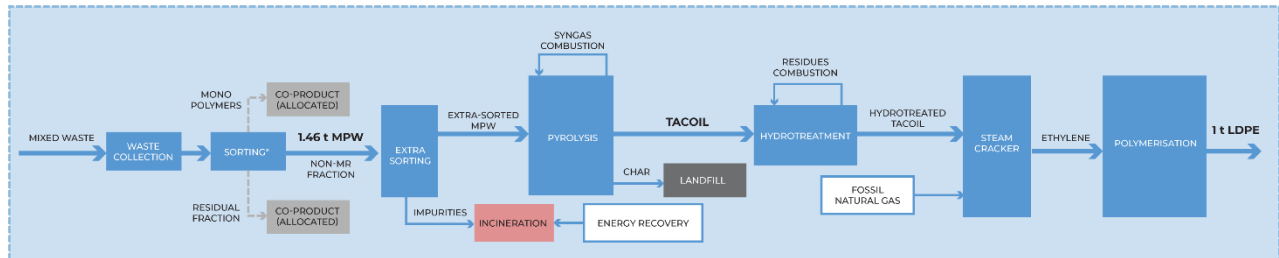 SYNGAS
COMBUSTION
RESIDUES
COMBUSTION
MONO
POLYMERS
CO-PRODUCT
(ALLOCATED)
MIXED WASTE
WASTE
COLLECTION
SORTING*
1.46 t MPW
NON-MR
FRACTION
EXTRA
SORTING
EXTRA-SORTED
MPW
PYROLYSIS
TACOIL
HYDROTREATMENT
HYDROTREATED
TACOIL
STEAM
CRACKER
ETHYLENE
POLYMERISATION
1 t LDPE
CHAR
LANDFILL
FOSSIL
NATURAL GAS
RESIDUAL
FRACTION
CO-PRODUCT
(ALLOCATED)
IMPURITIES
INCINERATION
ENERGY RECOVERY